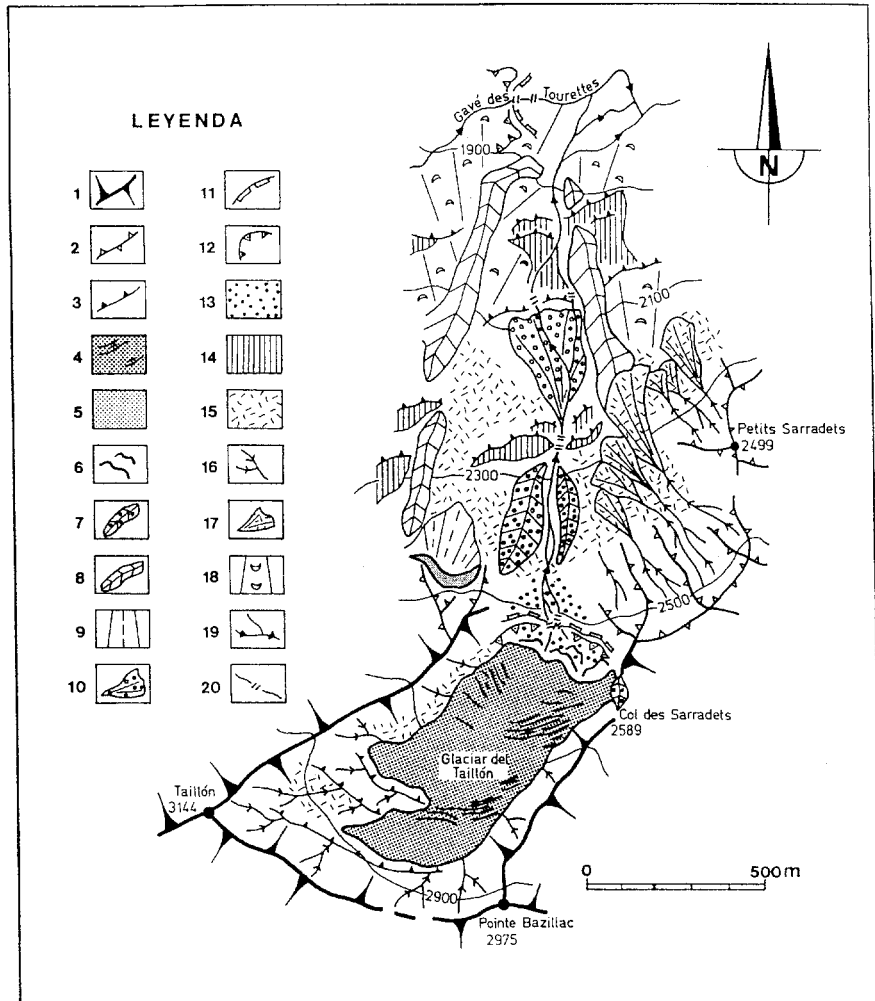 LEYENDA
1
2
3
4
5
6
7
8
9
10
11
12
13
14
15
16
17
18
19
20
Gavé des Tourettes
1900
N
2100
Petits Sarradets
2499
2300
2500
Col des Sarradets
2589
Glaciar del
Taillón
Taillón
3144
0 500m
2900
Pointe Bazillac
2975